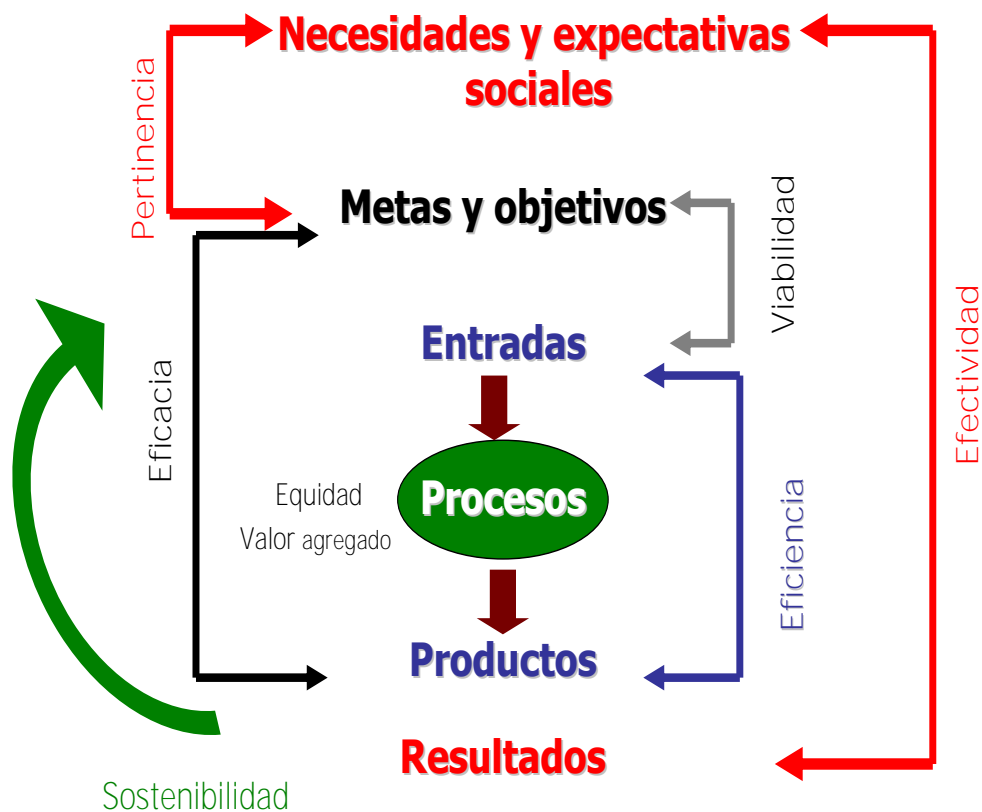 Necesidades y expectativas
sociales
Pertinencia
Metas y objetivos
Viabilidad
Entradas
Eficacia
Efectividad
Equidad
Valor agregado
Procesos
Eficiencia
Productos
Resultados
Sostenibilidad